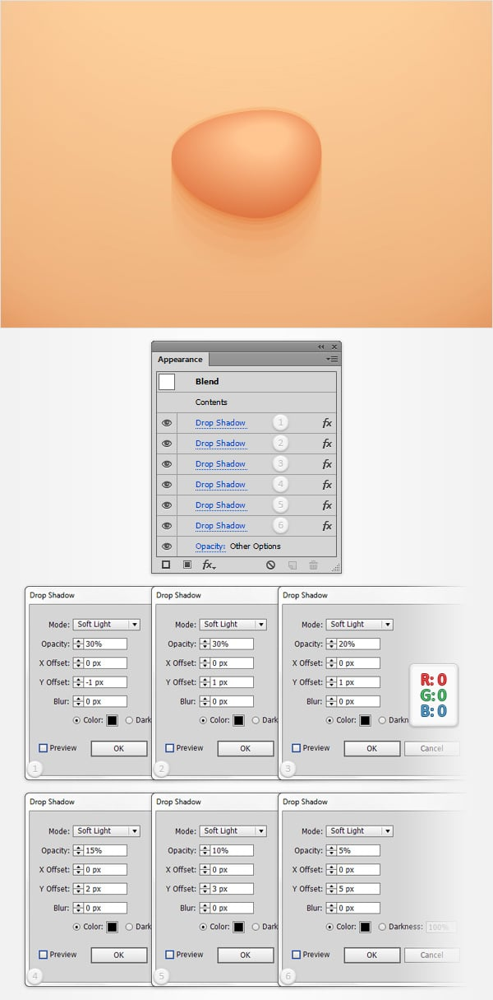 Appearance
Blend
Contents
Drop Shadow 1 fx
Drop Shadow 2 fx
Drop Shadow 3 fx
Drop Shadow 4 fx
Drop Shadow 5 fx
Drop Shadow 6 fx
Opacity: Other Options
fx
Drop Shadow
Mode: Soft Light
Opacity: 30%
X Offset: 0 px
Y Offset: -1 px
Blur: 0 px
Color: Dark
Preview OK
1
Drop Shadow
Mode: Soft Light
Opacity: 30%
X Offset: 0 px
Y Offset: 1 px
Blur: 0 px
Color: Dark
Preview OK
2
Drop Shadow
Mode: Soft Light
Opacity: 20%
X Offset: 0 px
Y Offset: 1 px
Blur: 0 px
Color: Darkn
Preview OK Cancel
3
R: 0
G: 0
B: 0
Drop Shadow
Mode: Soft Light
Opacity: 15%
X Offset: 0 px
Y Offset: 2 px
Blur: 0 px
Color: Dark
Preview OK
4
Drop Shadow
Mode: Soft Light
Opacity: 10%
X Offset: 0 px
Y Offset: 3 px
Blur: 0 px
Color: Dark
Preview OK
5
Drop Shadow
Mode: Soft Light
Opacity: 5%
X Offset: 0 px
Y Offset: 5 px
Blur: 0 px
Color: Darkness: 100%
Preview OK Cancel
6